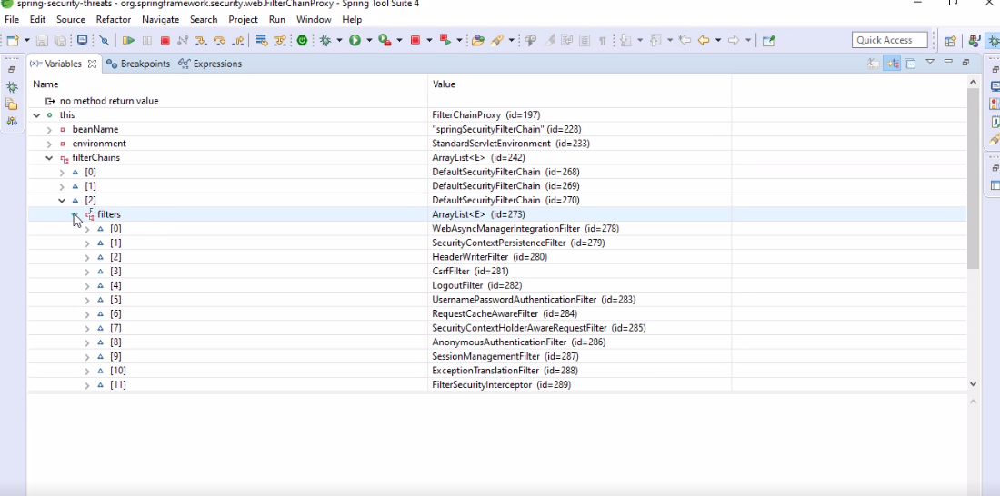 spring-security-threats - org.springframework.security.web.FilterChainProxy - Spring Tool Suite 4
File Edit Source Refactor Navigate Search Project Run Window Help
Quick Access
(x)= Variables Breakpoints Expressions
Name Value
no method return value
this FilterChainProxy (id=197)
beanName "springSecurityFilterChain" (id=228)
environment StandardServletEnvironment (id=233)
filterChains ArrayList<E> (id=242)
[0] DefaultSecurityFilterChain (id=268)
[1] DefaultSecurityFilterChain (id=269)
[2] DefaultSecurityFilterChain (id=270)
filters ArrayList<E> (id=273)
[0] WebAsyncManagerIntegrationFilter (id=278)
[1] SecurityContextPersistenceFilter (id=279)
[2] HeaderWriterFilter (id=280)
[3] CsrfFilter (id=281)
[4] LogoutFilter (id=282)
[5] UsernamePasswordAuthenticationFilter (id=283)
[6] RequestCacheAwareFilter (id=284)
[7] SecurityContextHolderAwareRequestFilter (id=285)
[8] AnonymousAuthenticationFilter (id=286)
[9] SessionManagementFilter (id=287)
[10] ExceptionTranslationFilter (id=288)
[11] FilterSecurityInterceptor (id=289)